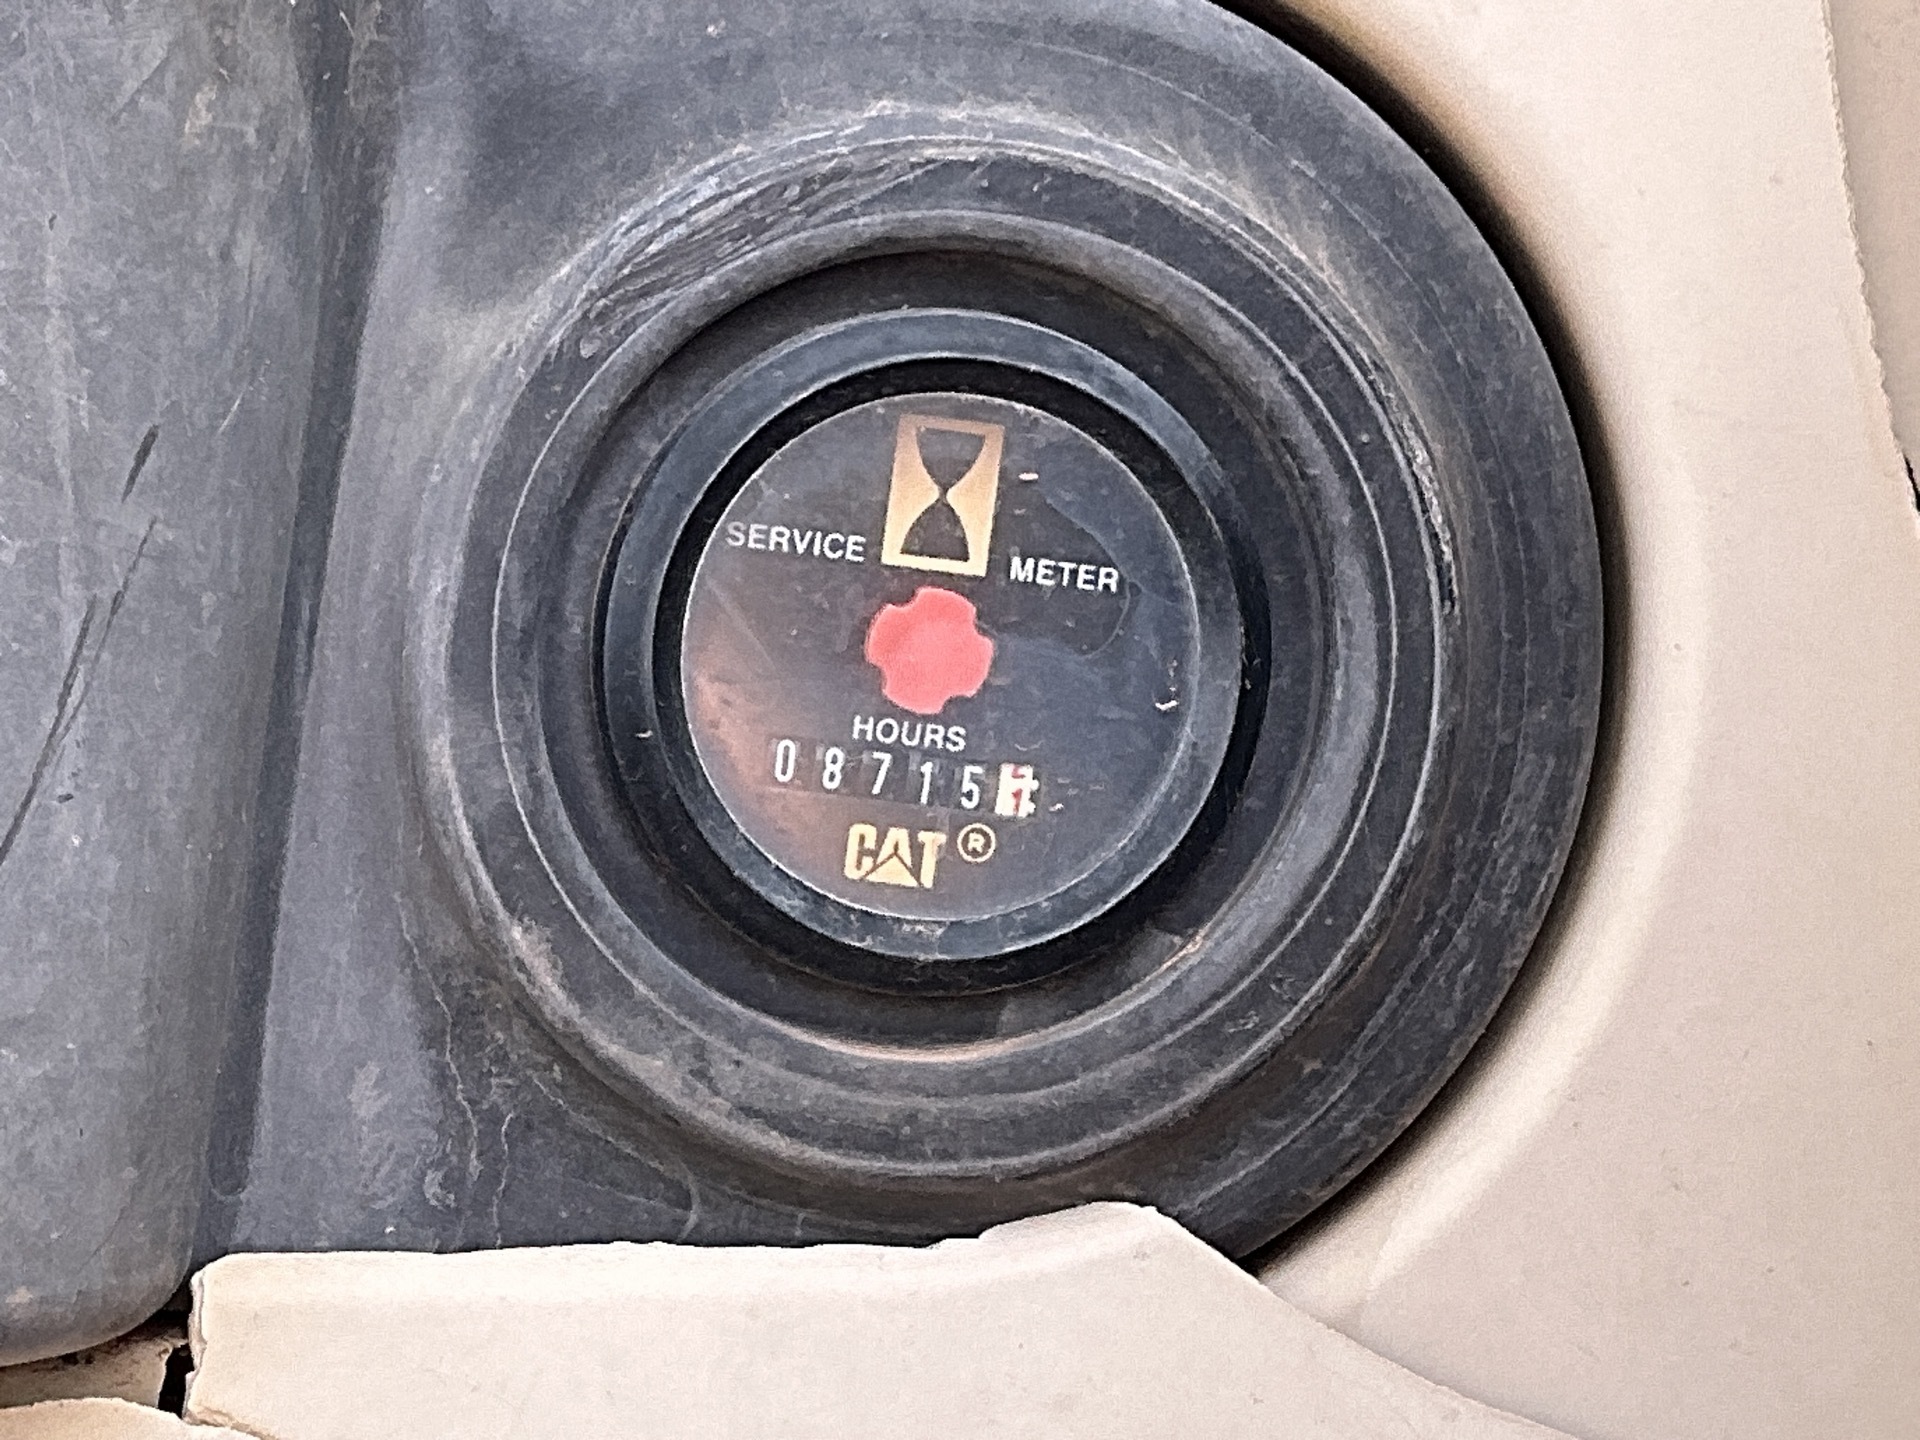 SERVICE METER
HOURS
08715
CAT®